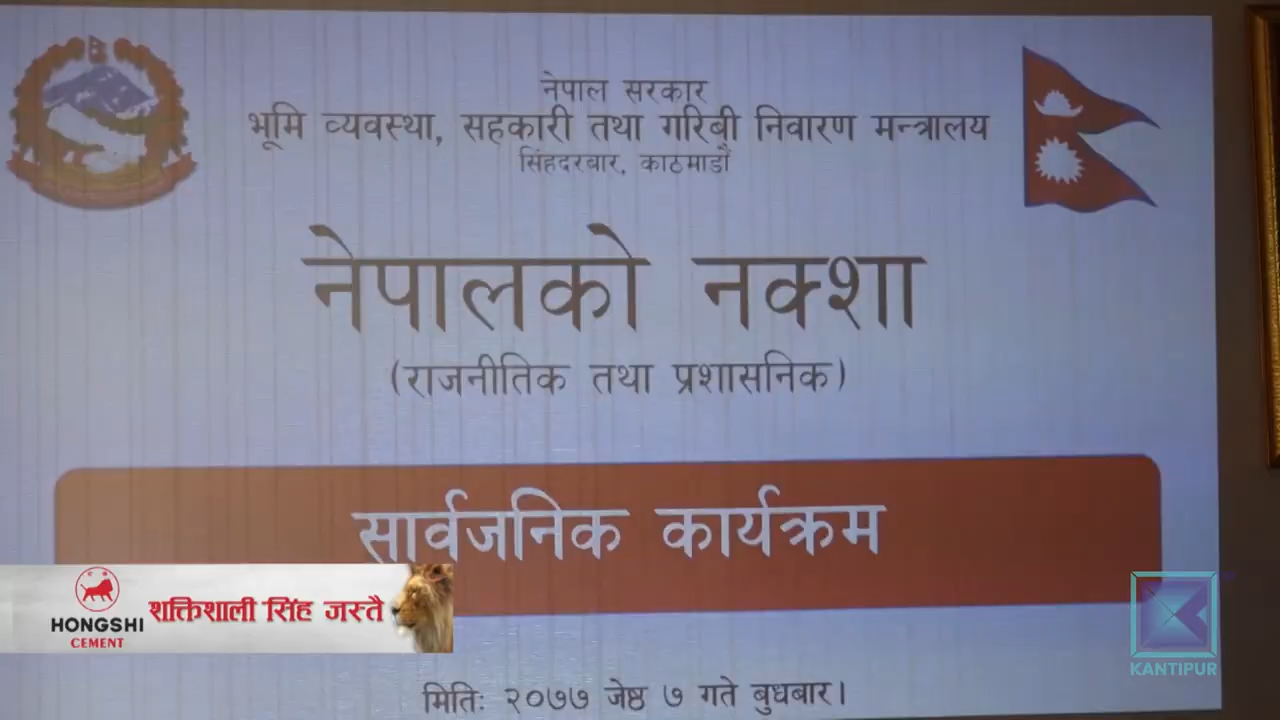 नेपाल सरकार
भूमि व्यवस्था, सहकारी तथा गरिबी निवारण मन्त्रालय
सिंहदरबार, काठमाडौं
नेपालको नक्शा
(राजनीतिक तथा प्रशासनिक)
सार्वजनिक कार्यक्रम
HONGSHI
CEMENT
शक्तिशाली सिंह जस्तै
KANTIPUR
मितिः २०७७ जेष्ठ ७ गते बुधबार।